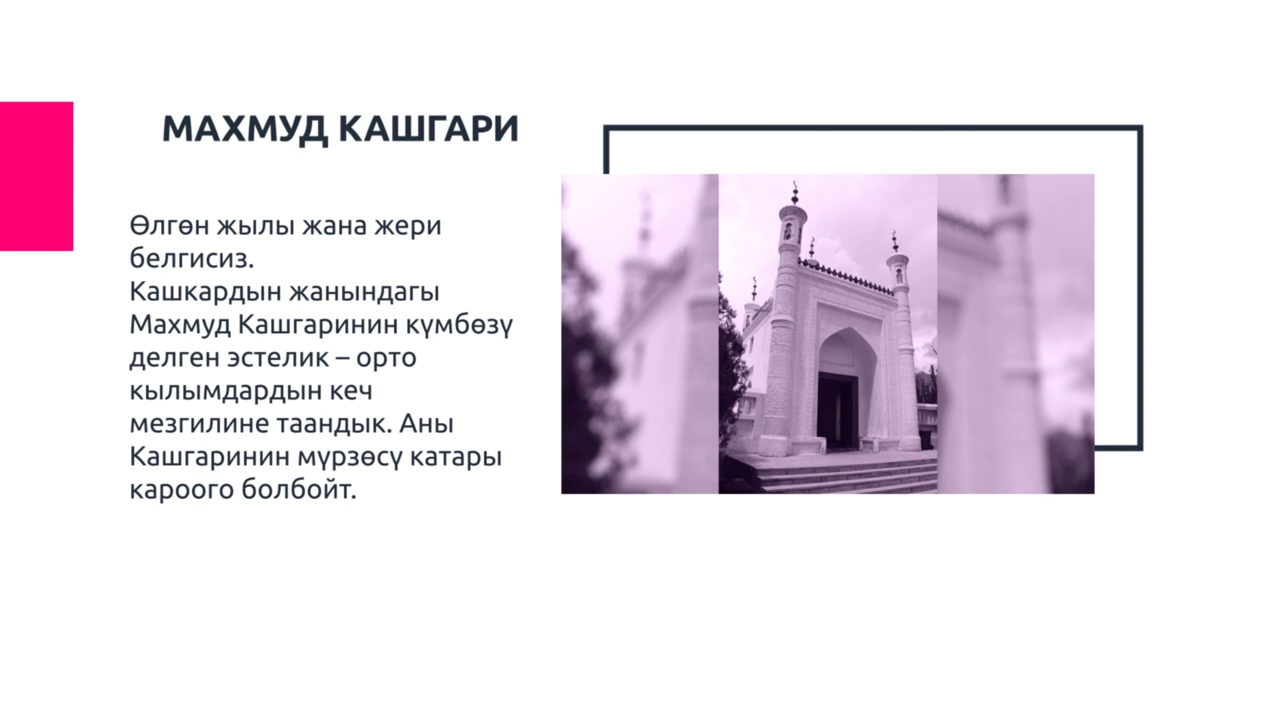 МАХМУД КАШГАРИ
Өлгөн жылы жана жери
белгисиз.
Кашкардын жанындагы
Махмуд Кашгаринин күмбөзү
делген эстелик – орто
кылымдардын кеч
мезгилине таандык. Аны
Кашгаринин мүрзөсү катары
кароого болбойт.